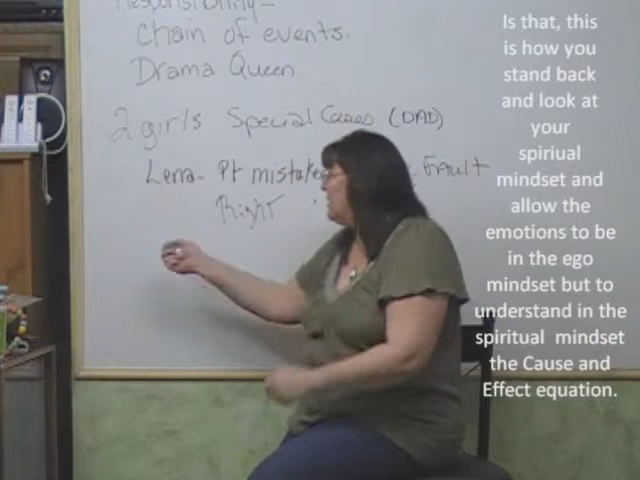 Responsibility -
Chain of events.
Drama Queen
2 girls Special Cases (DAD)
Lena - Pt mistake Fault
Right
Is that, this
is how you
stand back
and look at
your
spiriual
mindset and
allow the
emotions to be
in the ego
mindset but to
understand in the
spiritual mindset
the Cause and
Effect equation.